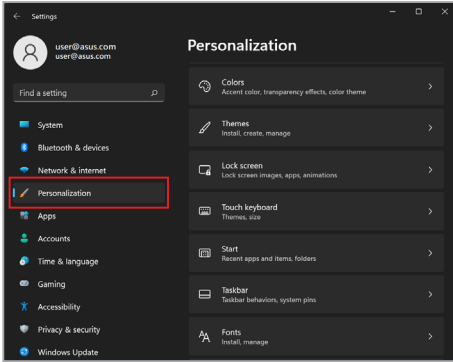 Settings
user@asus.com
user@asus.com
Find a setting
System
Bluetooth & devices
Network & internet
Personalization
Apps
Accounts
Time & language
Gaming
Accessibility
Privacy & security
Windows Update
Personalization
Colors
Accent color, transparency effects, color theme
Themes
Install, create, manage
Lock screen
Lock screen images, apps, animations
Touch keyboard
Themes, size
Start
Recent apps and items, folders
Taskbar
Taskbar behaviors, system pins
Fonts
Install, manage